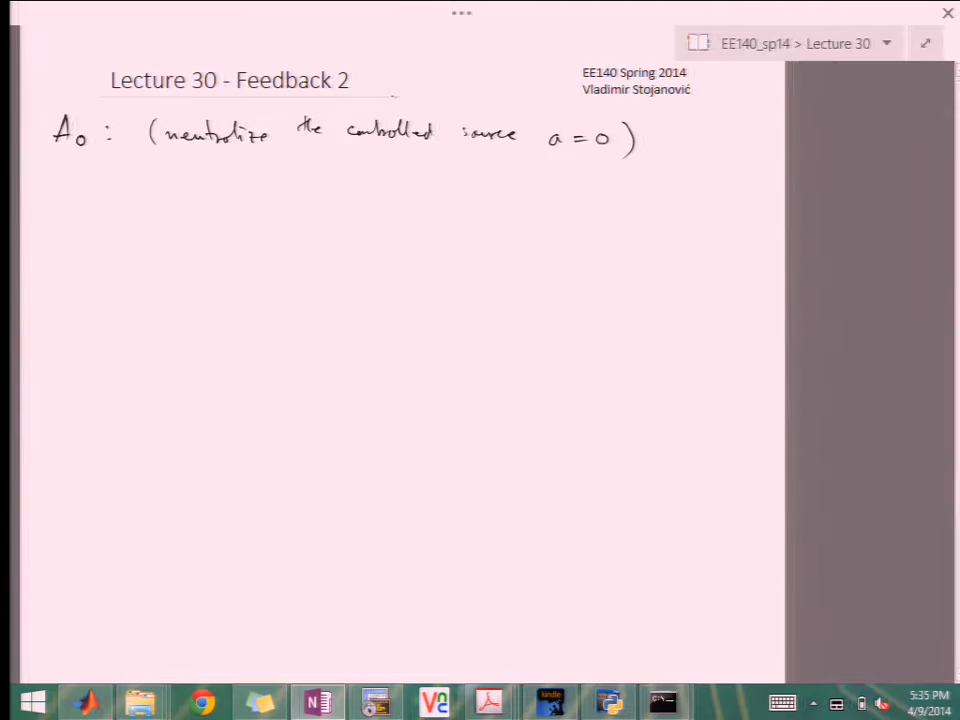 EE140_sp14 > Lecture 30
Lecture 30 - Feedback 2
EE140 Spring 2014
Vladimir Stojanović
A₀ : (neutralize the controlled source a = 0)
kindle
5:35 PM
4/9/2014